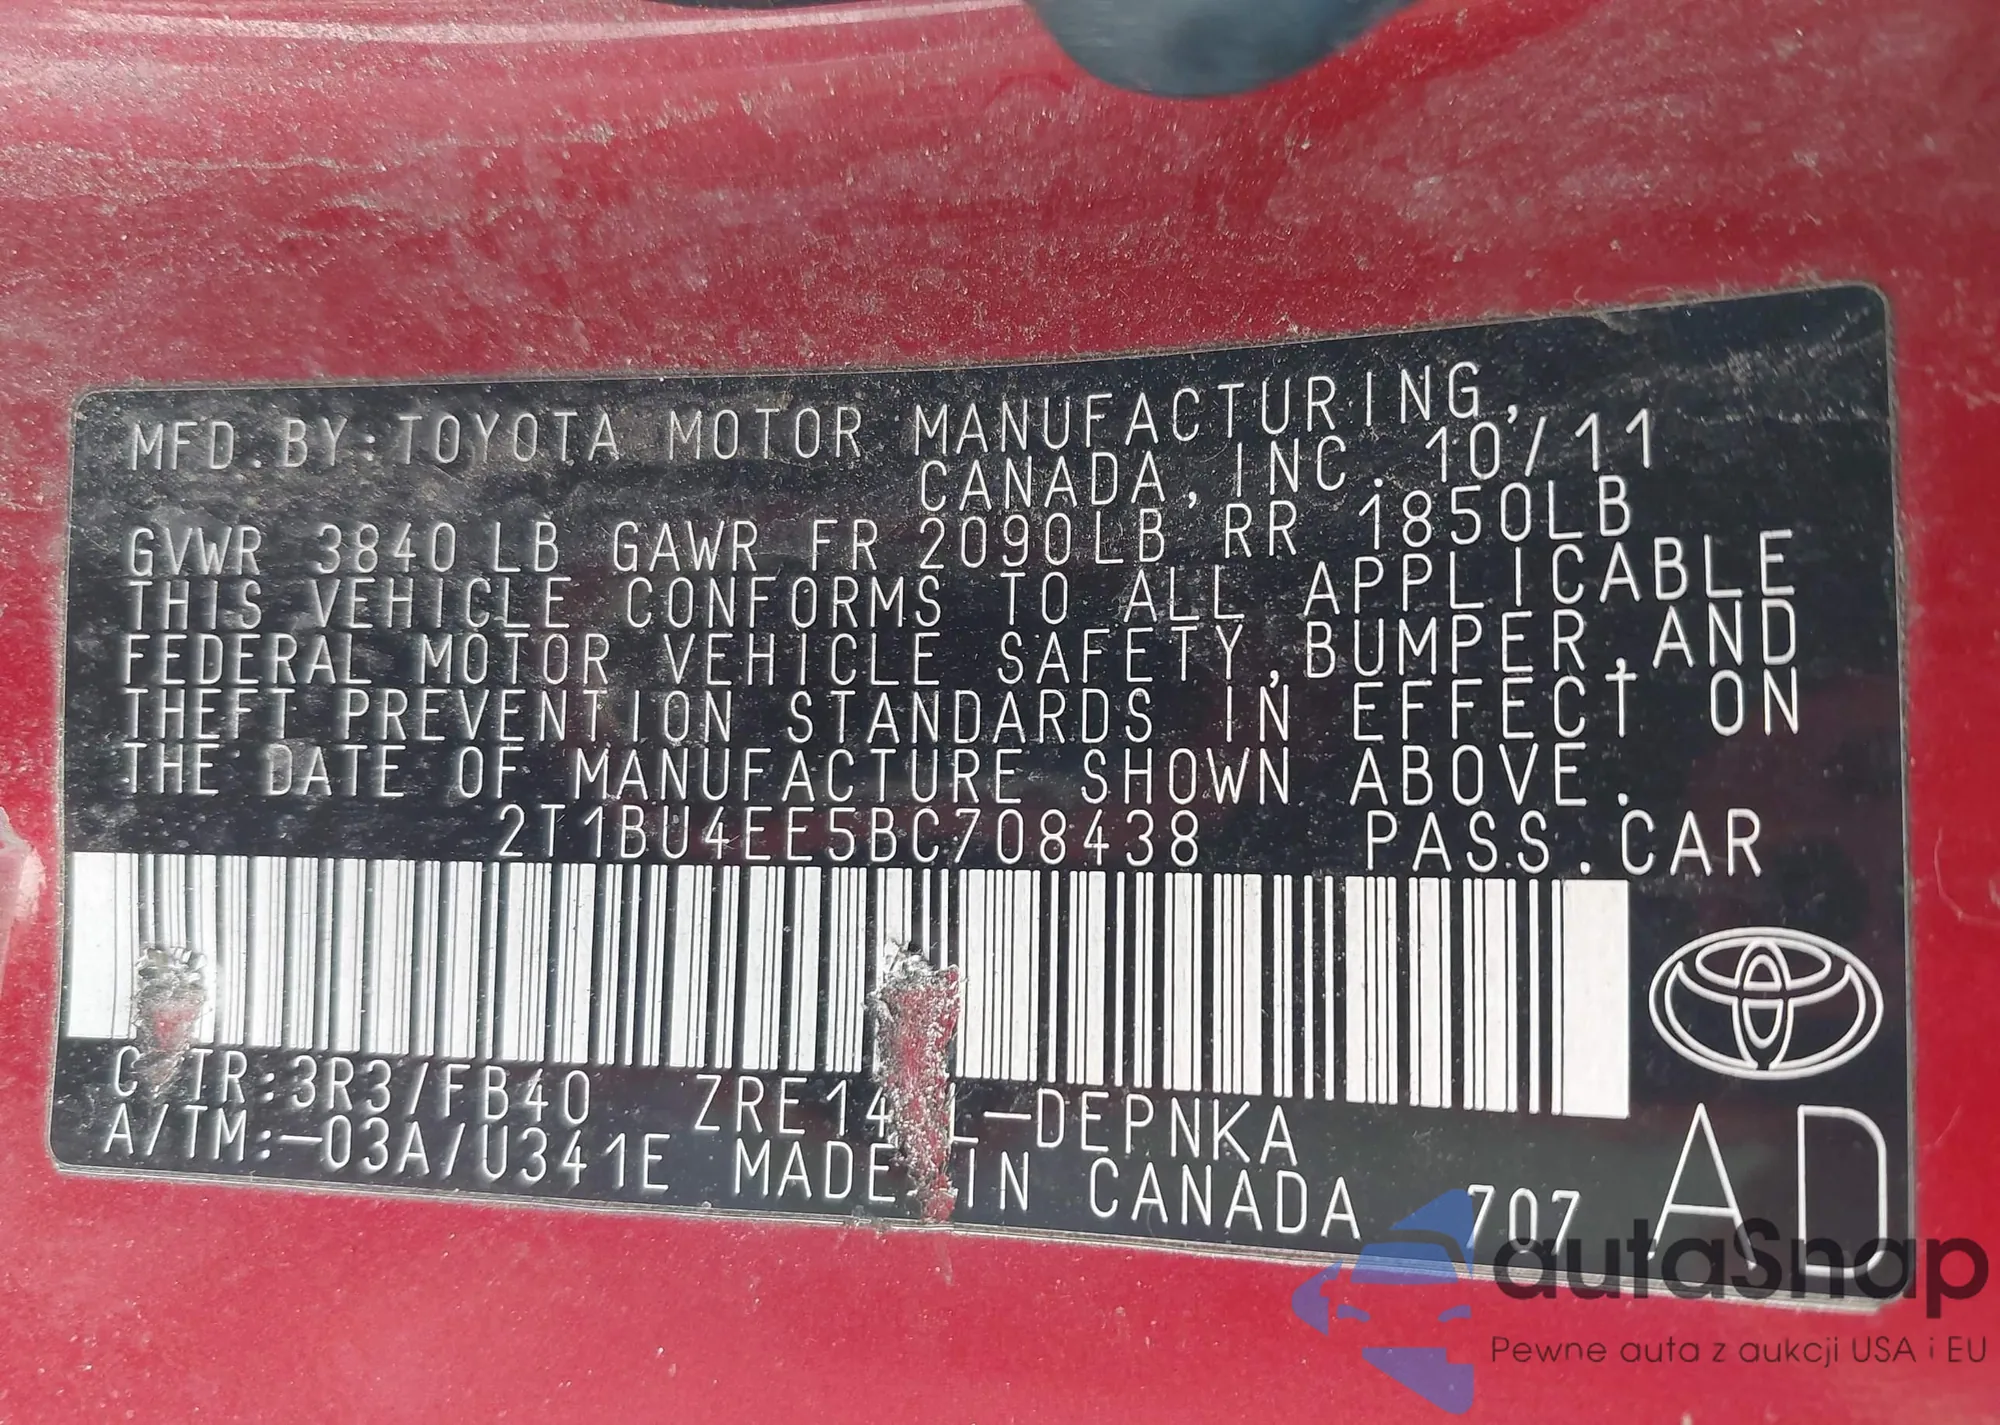 MFD.BY:TOYOTA MOTOR MANUFACTURING,
CANADA,INC. 10/11
GVWR 3840LB GAWR FR 2090LB RR 1850LB
THIS VEHICLE CONFORMS TO ALL APPLICABLE
FEDERAL MOTOR VEHICLE SAFETY,BUMPER,AND
THEFT PREVENTION STANDARDS IN EFFECT ON
THE DATE OF MANUFACTURE SHOWN ABOVE.
2T1BU4EE5BC708438 PASS.CAR
C/TR:3R3/FB40 L-DEPNKA
A/TM:-03A/U341E MADE IN CANADA 707 AD
autaSnap
Pewne auta z aukcji USA i EU